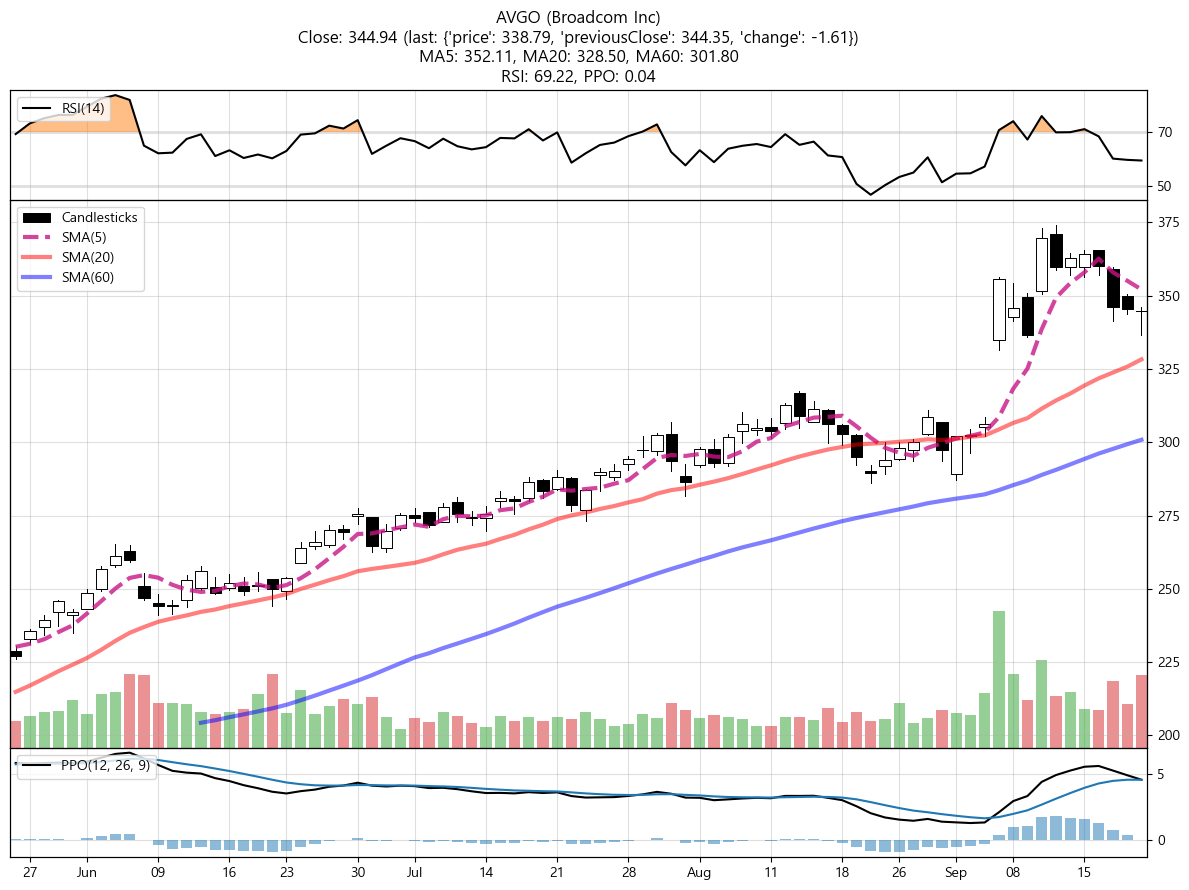 AVGO (Broadcom Inc)
Close: 344.94 (last: {'price': 338.79, 'previousClose': 344.35, 'change': -1.61})
MA5: 352.11, MA20: 328.50, MA60: 301.80
RSI: 69.22, PPO: 0.04
RSI(14)
70
50
Candlesticks
SMA(5)
SMA(20)
SMA(60)
375
350
325
300
275
250
225
200
PPO(12, 26, 9)
5
0
27 Jun 09 16 23 30 Jul 14 21 28 Aug 11 18 26 Sep 08 15